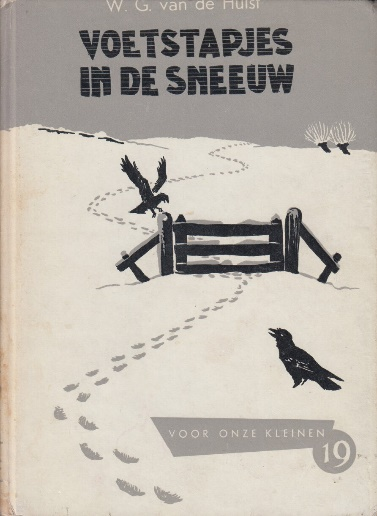 W. G. van de Hulst
VOETSTAPJES
IN DE SNEEUW
VOOR ONZE KLEINEN
19